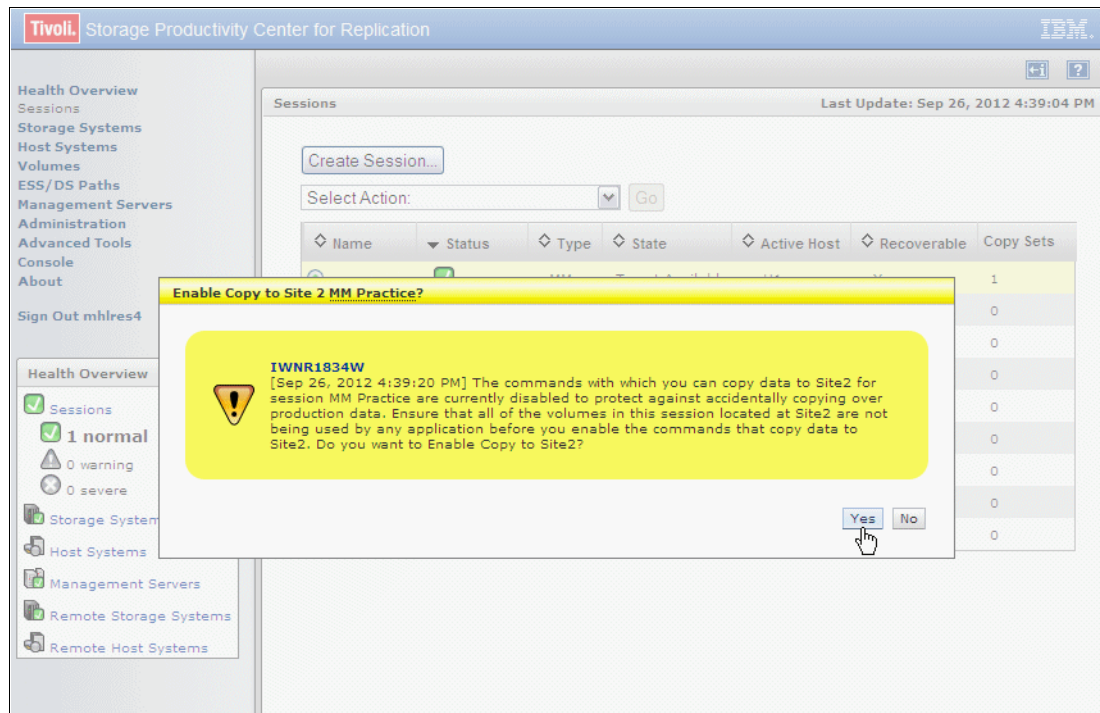 Tivoli. Storage Productivity Center for Replication
IBM.
Health Overview
Sessions
Storage Systems
Host Systems
Volumes
ESS/DS Paths
Management Servers
Administration
Advanced Tools
Console
About
Sign Out mhlres4
Health Overview
Sessions
1 normal
0 warning
0 severe
Storage System
Host Systems
Management Servers
Remote Storage Systems
Remote Host Systems
Sessions
Last Update: Sep 26, 2012 4:39:04 PM
Create Session...
Select Action:
Go
Name Status Type State Active Host Recoverable Copy Sets
1
0
0
0
0
0
0
0
0
Enable Copy to Site 2 MM Practice?
IWNR1834W
[Sep 26, 2012 4:39:20 PM] The commands with which you can copy data to Site2 for
session MM Practice are currently disabled to protect against accidentally copying over
production data. Ensure that all of the volumes in this session located at Site2 are not
being used by any application before you enable the commands that copy data to
Site2. Do you want to Enable Copy to Site2?
Yes
No